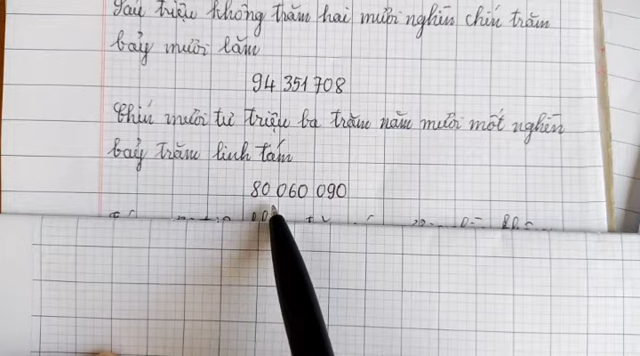 Sáu triệu không trăm hai mươi nghìn chín trăm
bảy mươi lăm
94 351 708
Chín mươi tư triệu ba trăm năm mươi mốt nghìn
bảy trăm linh tám
80 060 090